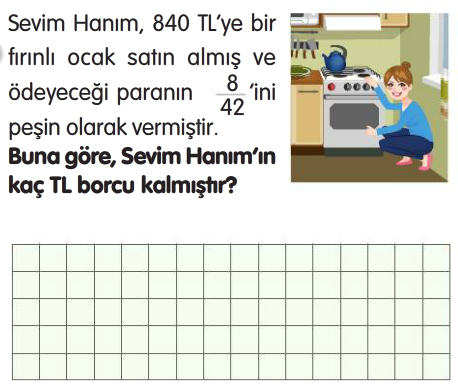 Sevim Hanım, 840 TL'ye bir
fırınlı ocak satın almış ve
ödeyeceği paranın 8/42 'ini
peşin olarak vermiştir.
Buna göre, Sevim Hanım'ın
kaç TL borcu kalmıştır?